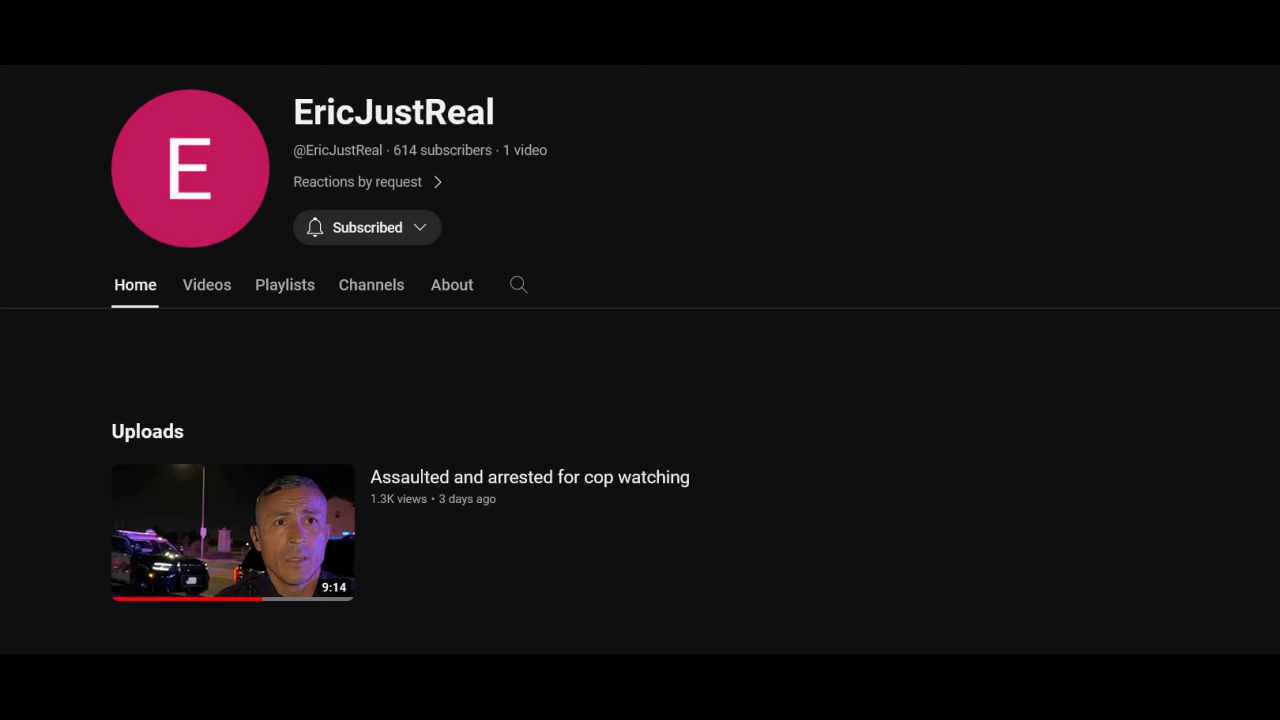 E
EricJustReal
@EricJustReal · 614 subscribers · 1 video
Reactions by request
Subscribed
Home Videos Playlists Channels About
Uploads
Assaulted and arrested for cop watching
1.3K views • 3 days ago
9:14